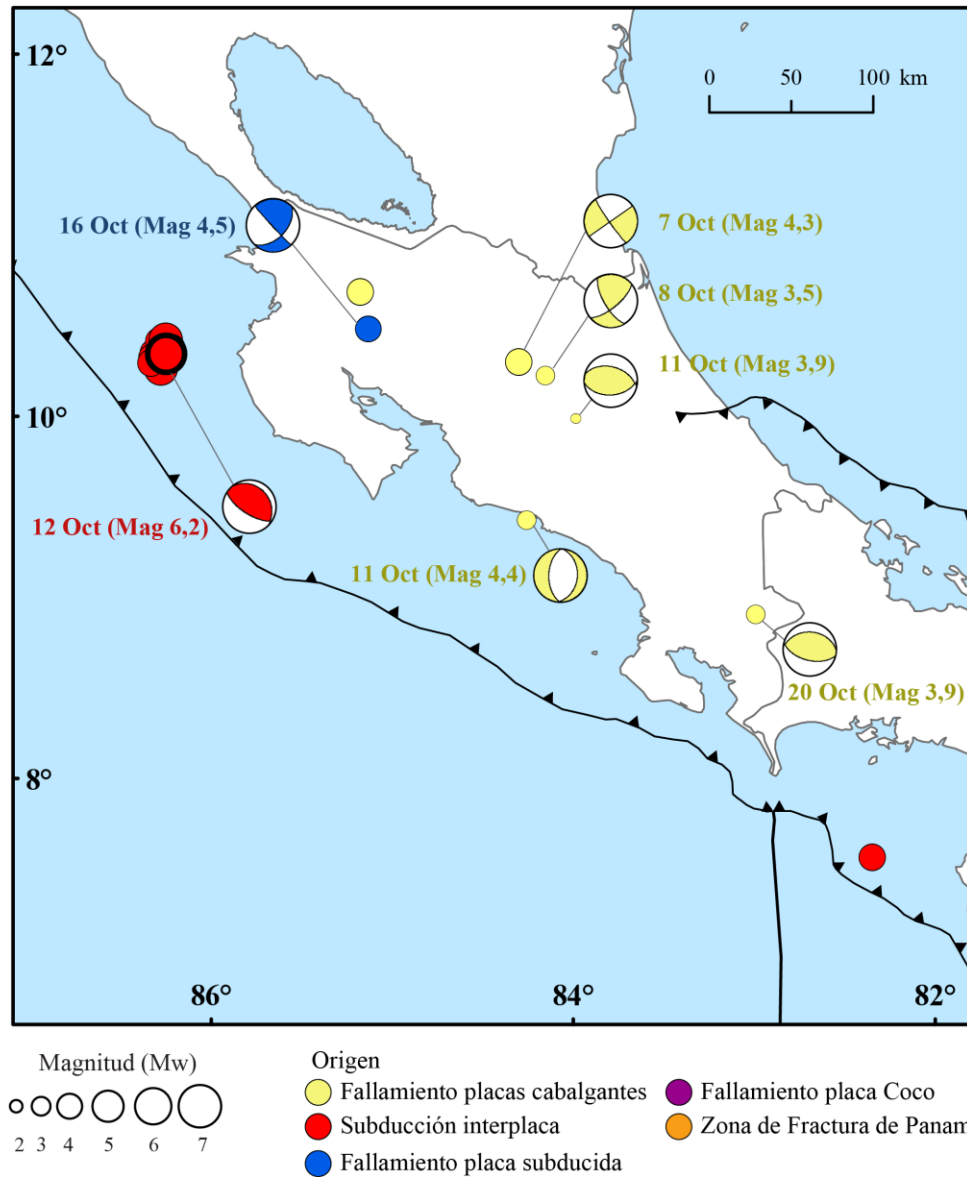 12°
0 50 100 km
16 Oct (Mag 4,5)
7 Oct (Mag 4,3)
8 Oct (Mag 3,5)
11 Oct (Mag 3,9)
10°
12 Oct (Mag 6,2)
11 Oct (Mag 4,4)
20 Oct (Mag 3,9)
8°
86° 84° 82°
Magnitud (Mw)
2 3 4 5 6 7
Origen
Fallamiento placas cabalgantes
Subducción interplaca
Fallamiento placa subducida
Fallamiento placa Coco
Zona de Fractura de Panam